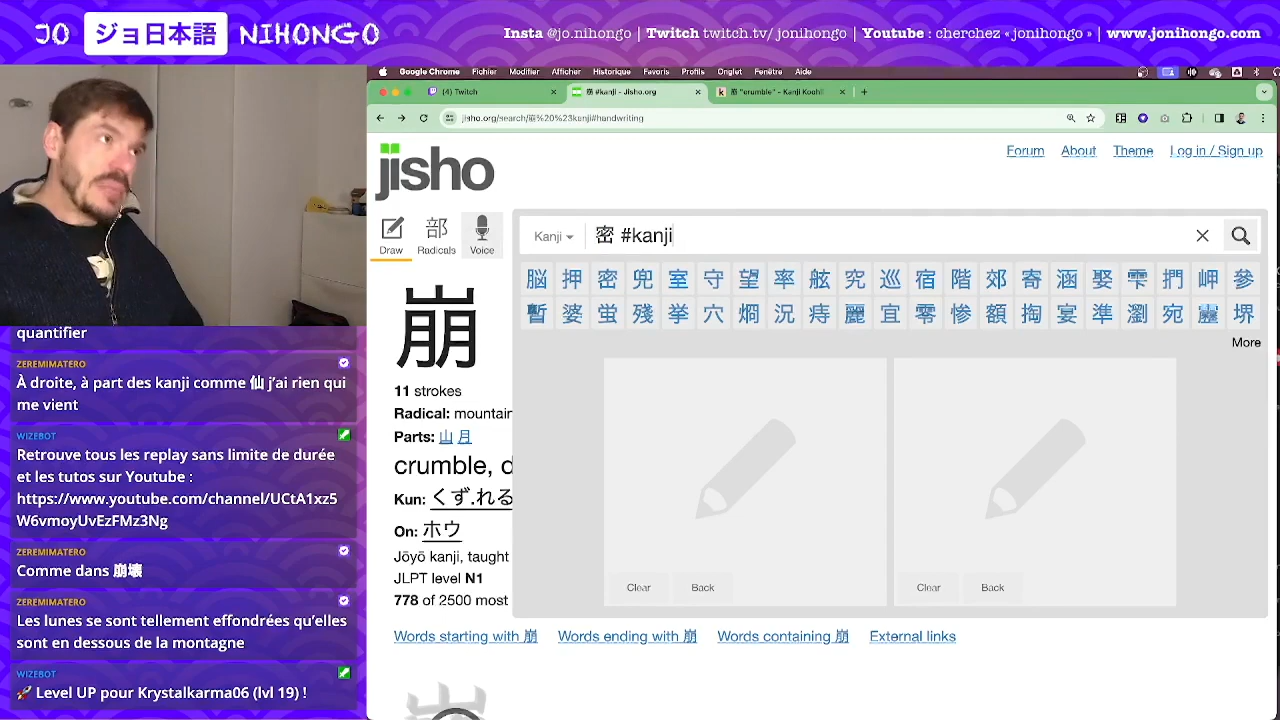 JO ジョ日本語 NIHONGO
Insta @jo.nihongo | Twitch twitch.tv/ jonihongo | Youtube : cherchez «jonihongo » | www.jonihongo.com
Google Chrome Fichier Modifier Afficher Historique Favoris Profils Onglet Fenêtre Aide
(4) Twitch
崩 #kanji - Jisho.org
崩 "crumble" - Kanji Koohii
jisho.org/search/崩%20%23kanji#handwriting
jisho
Forum About Theme Log in / Sign up
Draw
部 Radicals
Voice
Kanji
密 #kanji
脳 押 密 兜 室 守 望 率 舷 究 巡 宿 階 郊 寄 涵 娶 雫 捫 岬 參
暫 婆 蛍 殘 挙 穴 燗 況 痔 麗 宜 零 惨 額 掏 宴 準 瀏 宛 靈 堺
More
Clear Back
Clear Back
崩
11 strokes
Radical: mountain
Parts: 山 月
crumble, d
Kun: くず.れる
On: ホウ
Jōyō kanji, taught
JLPT level N1
778 of 2500 most
Words starting with 崩 Words ending with 崩 Words containing 崩 External links
quantifier
ZEREMIMATERO
À droite, à part des kanji comme 仙 j'ai rien qui
me vient
WIZEBOT
Retrouve tous les replay sans limite de durée
et les tutos sur Youtube :
https://www.youtube.com/channel/UCtA1xz5
W6vmoyUvEzFMz3Ng
ZEREMIMATERO
Comme dans 崩壊
ZEREMIMATERO
Les lunes se sont tellement effondrées qu'elles
sont en dessous de la montagne
WIZEBOT
🚀 Level UP pour Krystalkarma06 (lvl 19) !